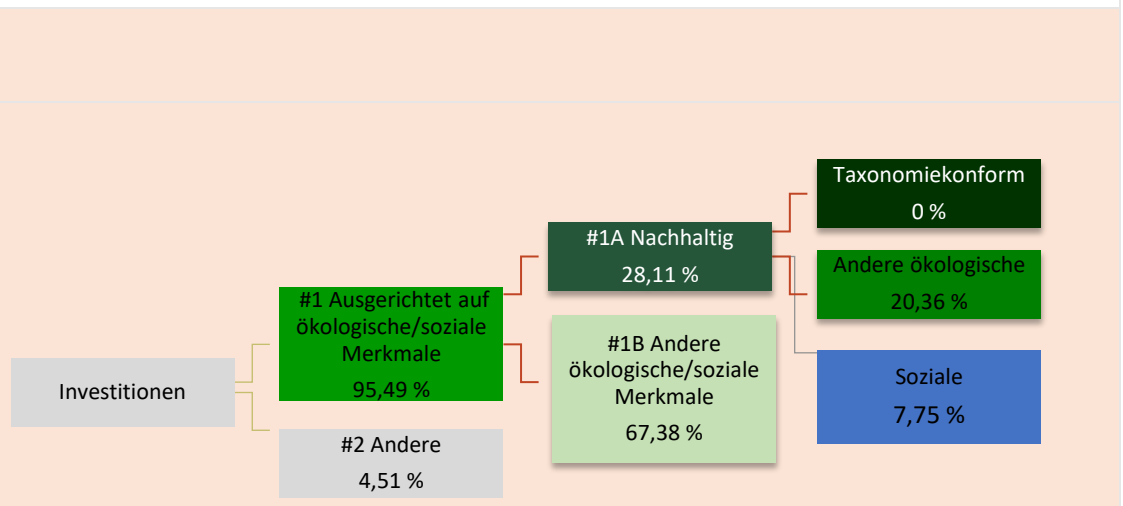 Investitionen
#1 Ausgerichtet auf
ökologische/soziale
Merkmale
95,49 %
#2 Andere
4,51 %
#1A Nachhaltig
28,11 %
#1B Andere
ökologische/soziale
Merkmale
67,38 %
Taxonomiekonform
0 %
Andere ökologische
20,36 %
Soziale
7,75 %